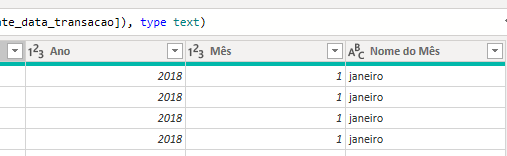 te_data_transacao]), type text)
1²3 Ano 1²3 Mês ABC Nome do Mês
2018 1 janeiro
2018 1 janeiro
2018 1 janeiro
2018 1 janeiro